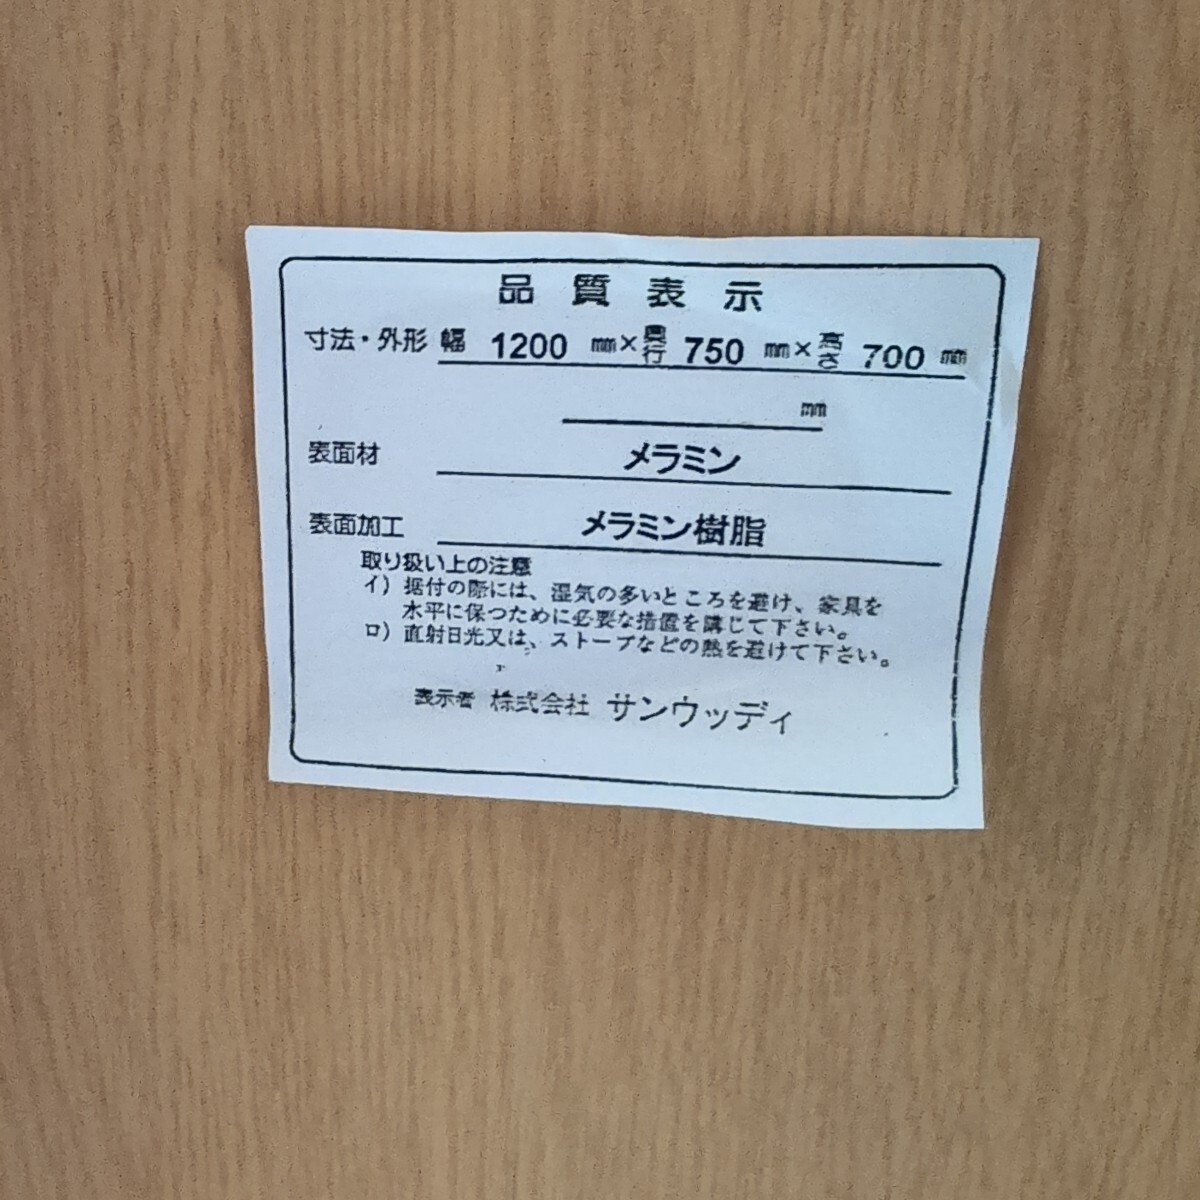 品質表示
寸法・外形 幅 1200 mm×奥行 750 mm×高さ 700 mm
mm
表面材 メラミン
表面加工 メラミン樹脂
取り扱い上の注意
イ）据付の際には、湿気の多いところを避け、家具を
水平に保つために必要な措置を講じて下さい。
ロ）直射日光又は、ストーブなどの熱を避けて下さい。
表示者 株式会社 サンウッディ